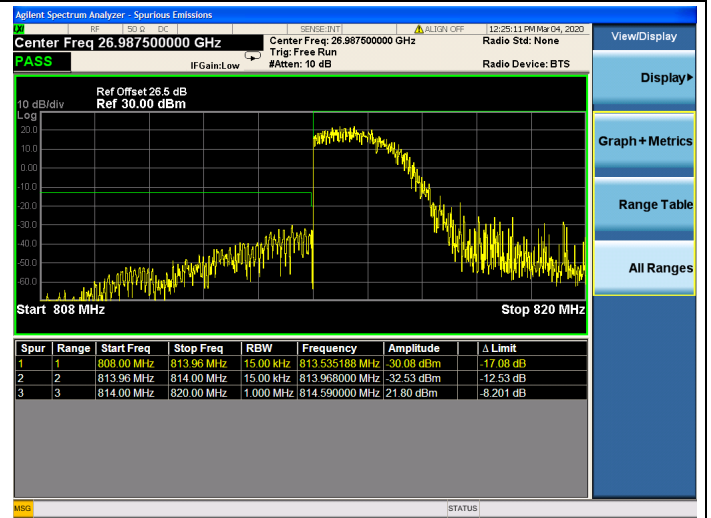 Agilent Spectrum Analyzer - Spurious Emissions
LXI RF 50 Ω DC SENSE:INT ALIGN OFF 12:25:11 PM Mar 04, 2020
Center Freq 26.987500000 GHz Center Freq: 26.987500000 GHz Radio Std: None
Trig: Free Run
PASS IFGain:Low #Atten: 10 dB Radio Device: BTS
View/Display
Display
Graph+Metrics
Range Table
All Ranges
Ref Offset 26.5 dB
10 dB/div Ref 30.00 dBm
Log
20.0
10.0
0.00
-10.0
-20.0
-30.0
-40.0
-50.0
-60.0
Start 808 MHz Stop 820 MHz
Spur Range Start Freq Stop Freq RBW Frequency Amplitude Δ Limit
1 1 808.00 MHz 813.96 MHz 15.00 kHz 813.535188 MHz -30.08 dBm -17.08 dB
2 2 813.96 MHz 814.00 MHz 15.00 kHz 813.968000 MHz -32.53 dBm -12.53 dB
3 3 814.00 MHz 820.00 MHz 1.000 MHz 814.590000 MHz 21.80 dBm -8.201 dB
MSG STATUS